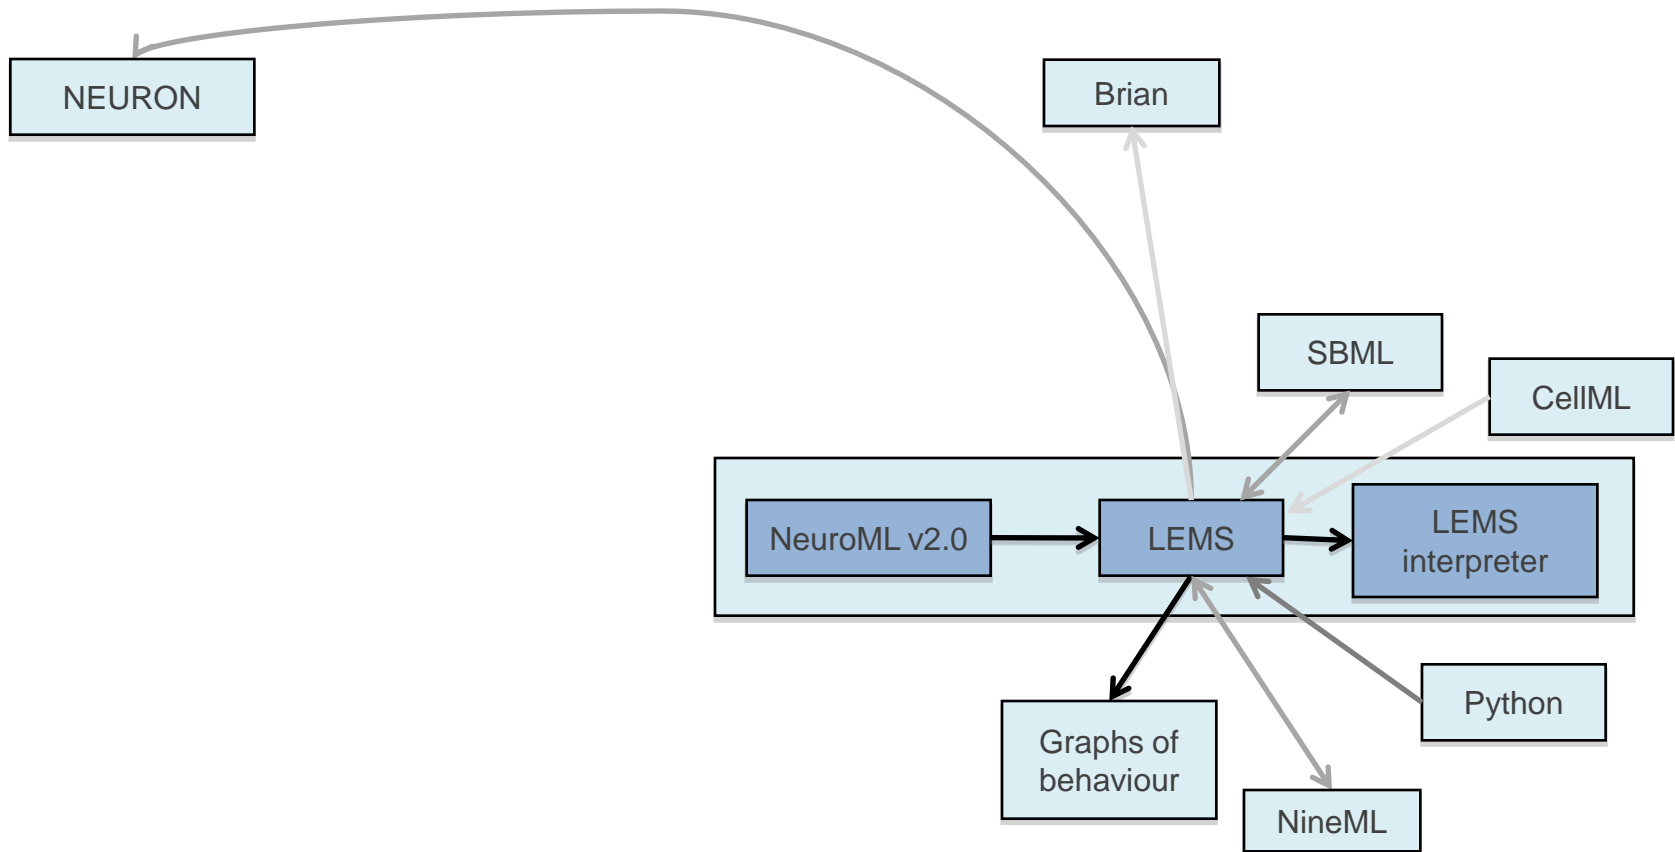 NEURON
Brian
SBML
CellML
NeuroML v2.0
LEMS
LEMS
interpreter
Graphs of
behaviour
Python
NineML